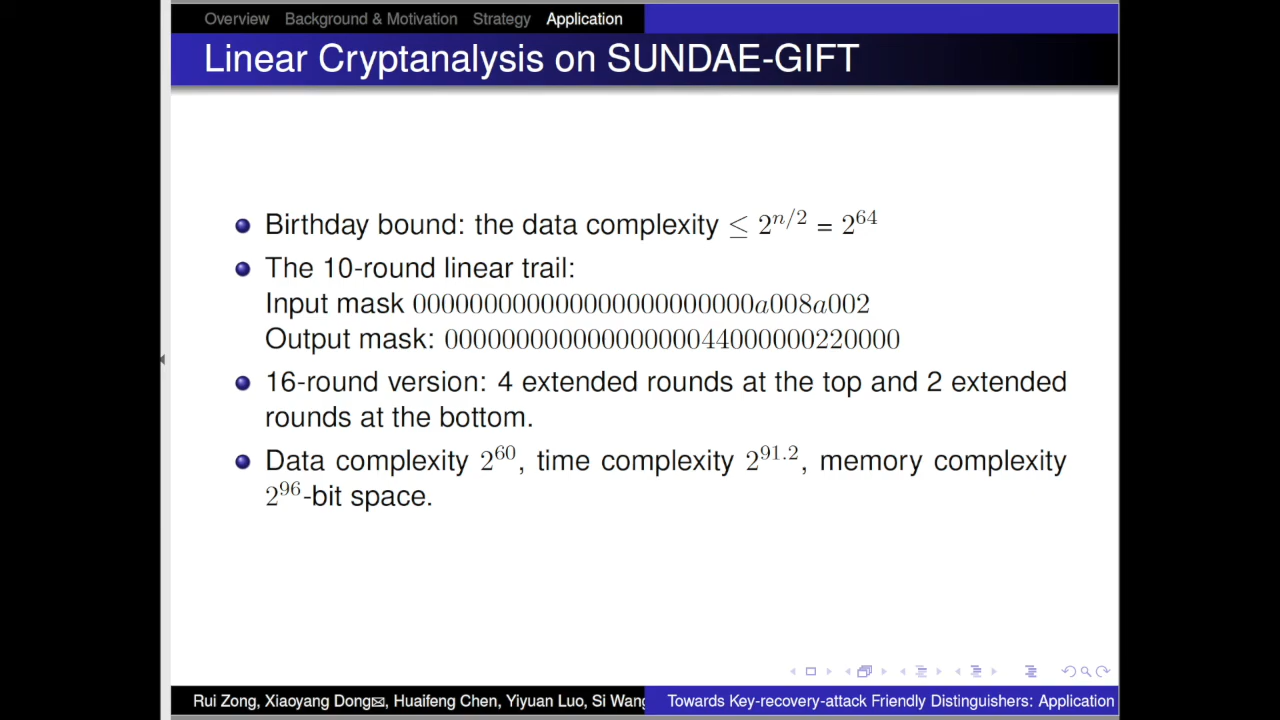 Overview Background & Motivation Strategy Application
Linear Cryptanalysis on SUNDAE-GIFT
Birthday bound: the data complexity ≤ 2^{n/2} = 2^{64}
The 10-round linear trail:
Input mask 000000000000000000000000a008a002
Output mask: 00000000000000000044000000220000
16-round version: 4 extended rounds at the top and 2 extended
rounds at the bottom.
Data complexity 2^{60}, time complexity 2^{91.2}, memory complexity
2^{96}-bit space.
Rui Zong, Xiaoyang Dong✉, Huaifeng Chen, Yiyuan Luo, Si Wang
Towards Key-recovery-attack Friendly Distinguishers: Application